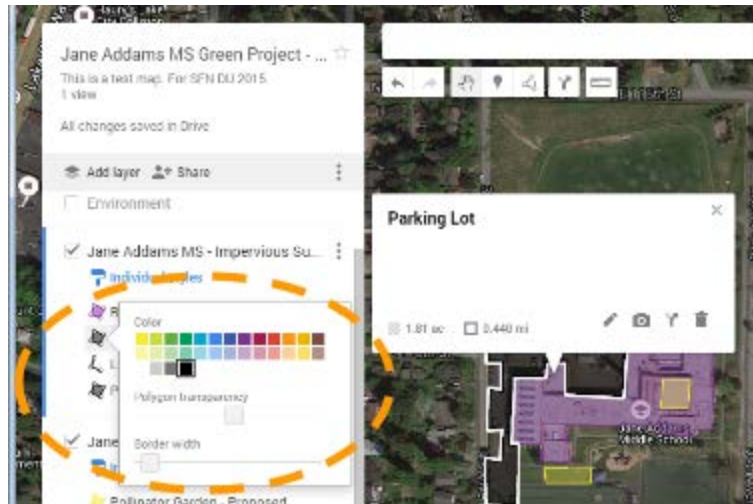 Jane Addams MS Green Project - ...
This is a test map. For SFN DU 2015.
1 view
All changes saved in Drive
Add layer
Share
Environment
Jane Addams MS - Impervious Su...
Individual styles
Color
Polygon transparency
Border width
Jane
Pollinator Garden - Proposed
Parking Lot
1.81 ac
0.440 mi
Jane Addams
Middle School